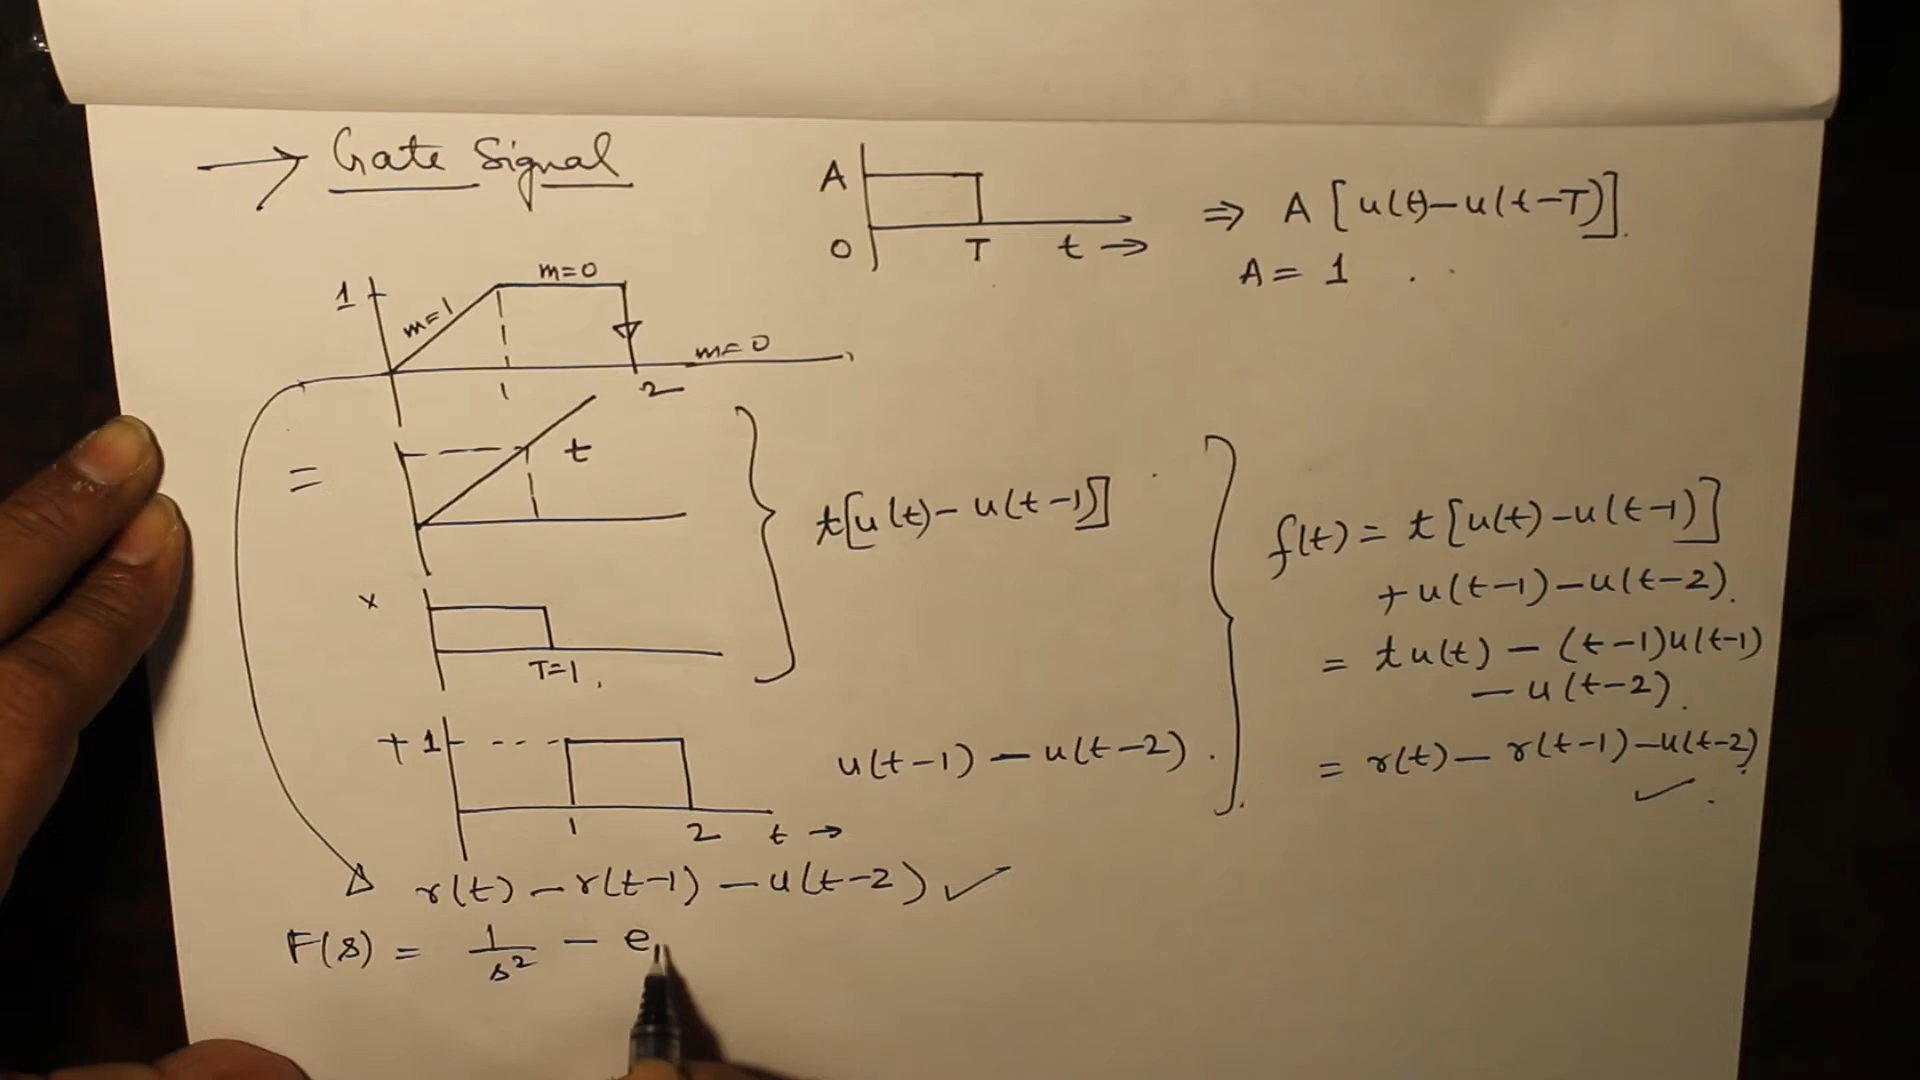 → Gate Signal
A
0 T t →
⇒ A [u(t)-u(t-T)].
A = 1
1 m=1 m=0 m=0
1 2
= t
t[u(t)-u(t-1)]
x
T=1.
+1
1 2 t →
u(t-1) - u(t-2).
f(t) = t[u(t)-u(t-1)]
+u(t-1)-u(t-2).
= tu(t) - (t-1)u(t-1)
- u(t-2).
= r(t) - r(t-1)-u(t-2) ✓.
r(t) - r(t-1) - u(t-2) ✓
F(s) = 1/s² - e